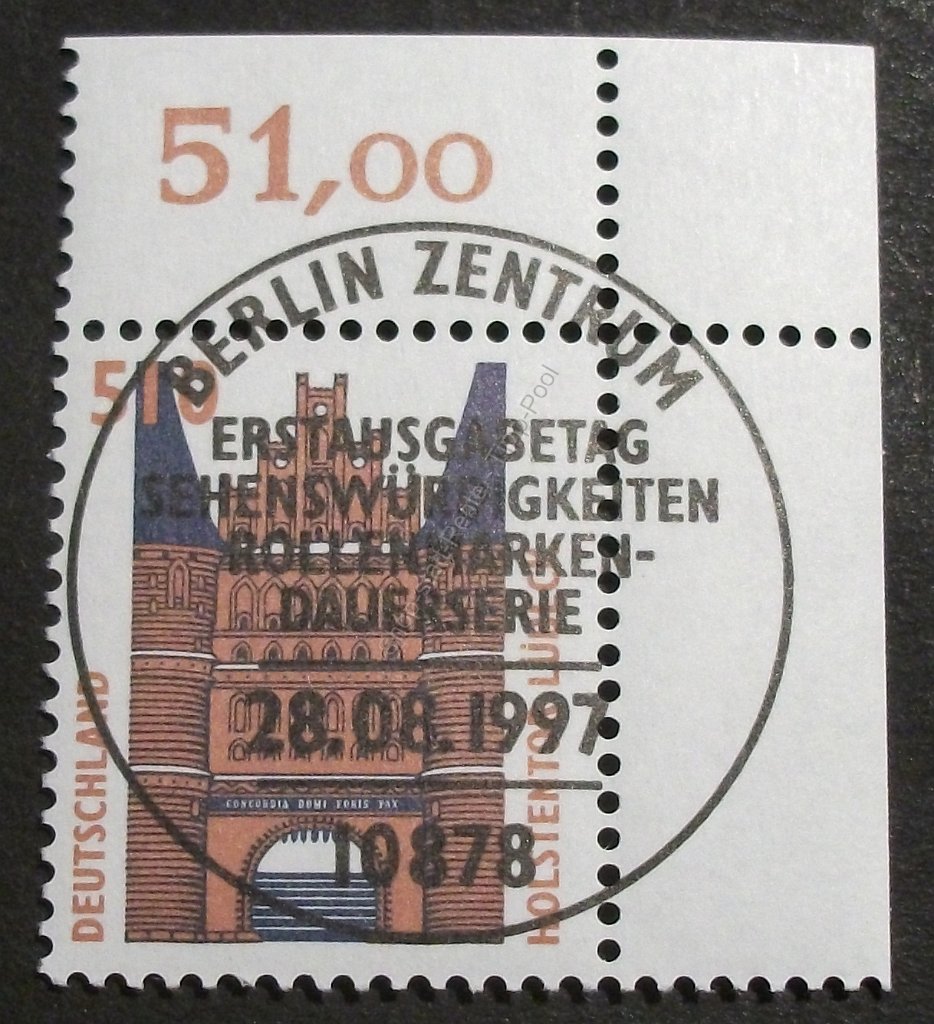 51,00
BERLIN ZENTRUM
510
ERSTAUSGABETAG
SEHENSWÜRDIGKEITEN
ROLLENMARKEN-
DAUERSERIE
28.08.1997
10878
CONCORDIA DOMI FORIS PAX
DEUTSCHLAND
HOLSTENTOR LÜBECK